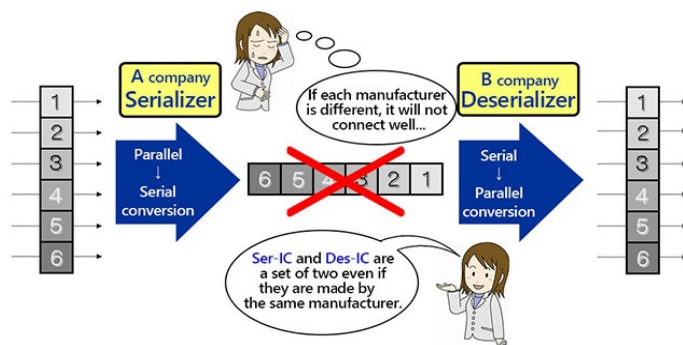 A company
Serializer
If each manufacturer
is different, it will not
connect well...
B company
Deserializer
1
2
3
4
5
6
Parallel
↓
Serial
conversion
6 5 4 3 2 1
Serial
↓
Parallel
conversion
1
2
3
4
5
6
Ser-IC and Des-IC are
a set of two even if
they are made by
the same manufacturer.